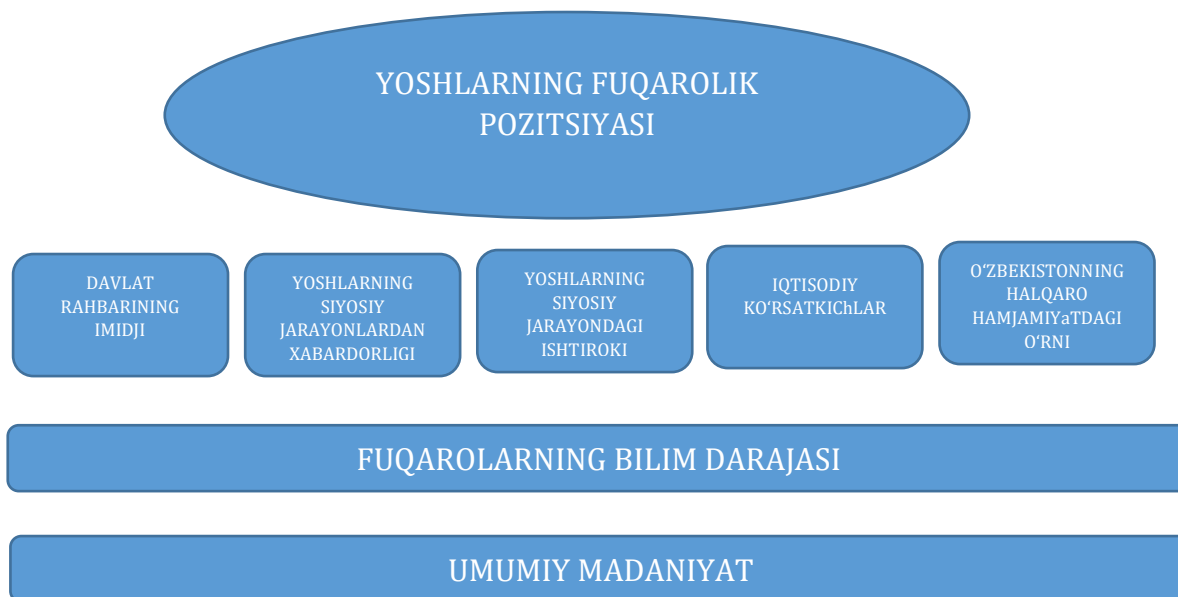 YOSHLARNING FUQAROLIK
POZITSIYASI
DAVLAT
RAHBARINING
IMIDJI
YOSHLARNING
SIYOSIY
JARAYONLARDAN
XABARDORLIGI
YOSHLARNING
SIYOSIY
JARAYONDAGI
ISHTIROKI
IQTISODIY
KO‘RSATKIChLAR
O‘ZBEKISTONNING
HALQARO
HAMJAMIYaTDAGI
O‘RNI
FUQAROLARNING BILIM DARAJASI
UMUMIY MADANIYAT